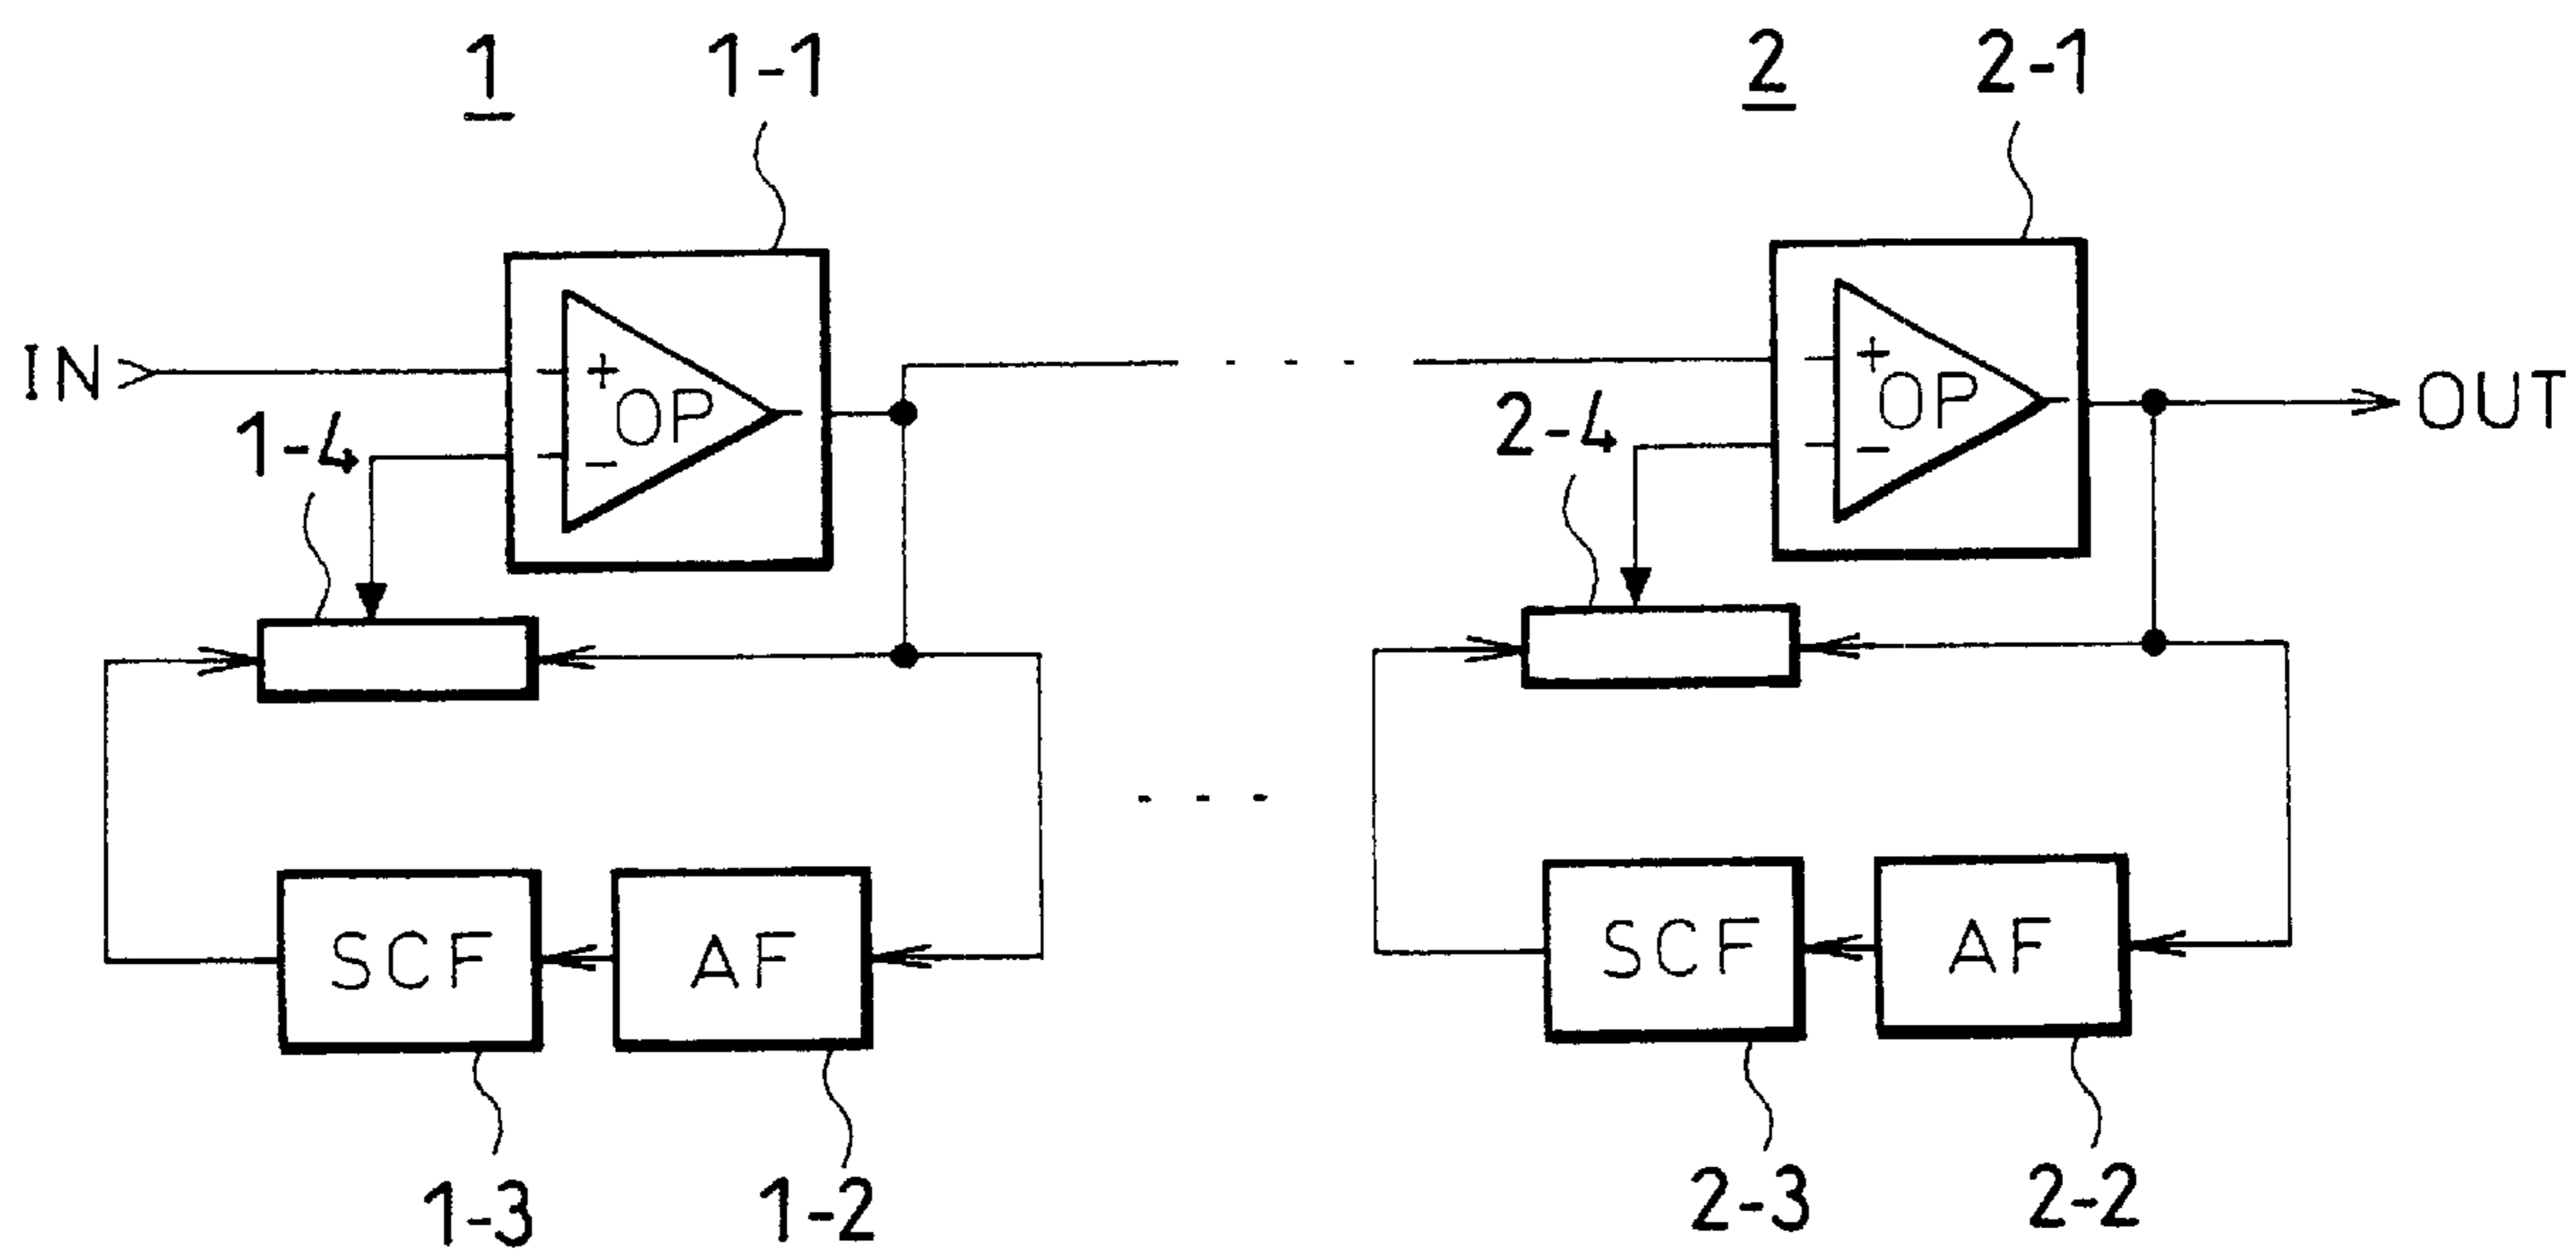 1 1-1 2 2-1
IN + OP - + OP - OUT
1-4 2-4
SCF AF SCF AF
1-3 1-2 2-3 2-2